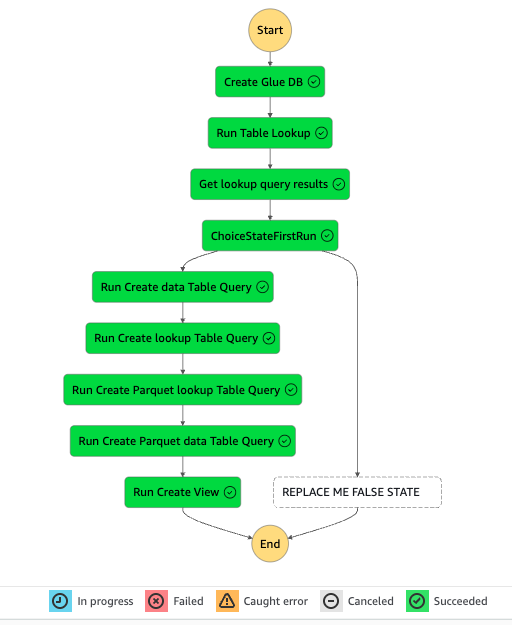 Start
Create Glue DB
Run Table Lookup
Get lookup query results
ChoiceStateFirstRun
Run Create data Table Query
Run Create lookup Table Query
Run Create Parquet lookup Table Query
Run Create Parquet data Table Query
Run Create View
REPLACE ME FALSE STATE
End
In progress
Failed
Caught error
Canceled
Succeeded